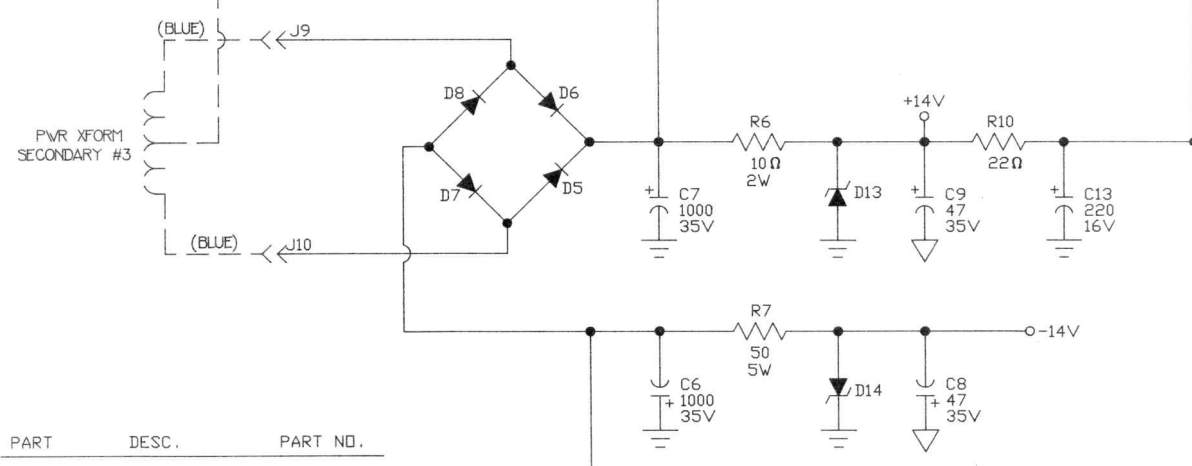 (BLUE)
J9
D8
D6
+14V
PWR XFORM
SECONDARY #3
R6
R10
10Ω
2W
22Ω
D7
D5
+
C7
1000
35V
D13
+
C9
47
35V
+
C13
220
16V
(BLUE)
J10
R7
50
5W
-14V
C6
+ 1000
35V
D14
C8
+ 47
35V
PART DESC. PART NO.